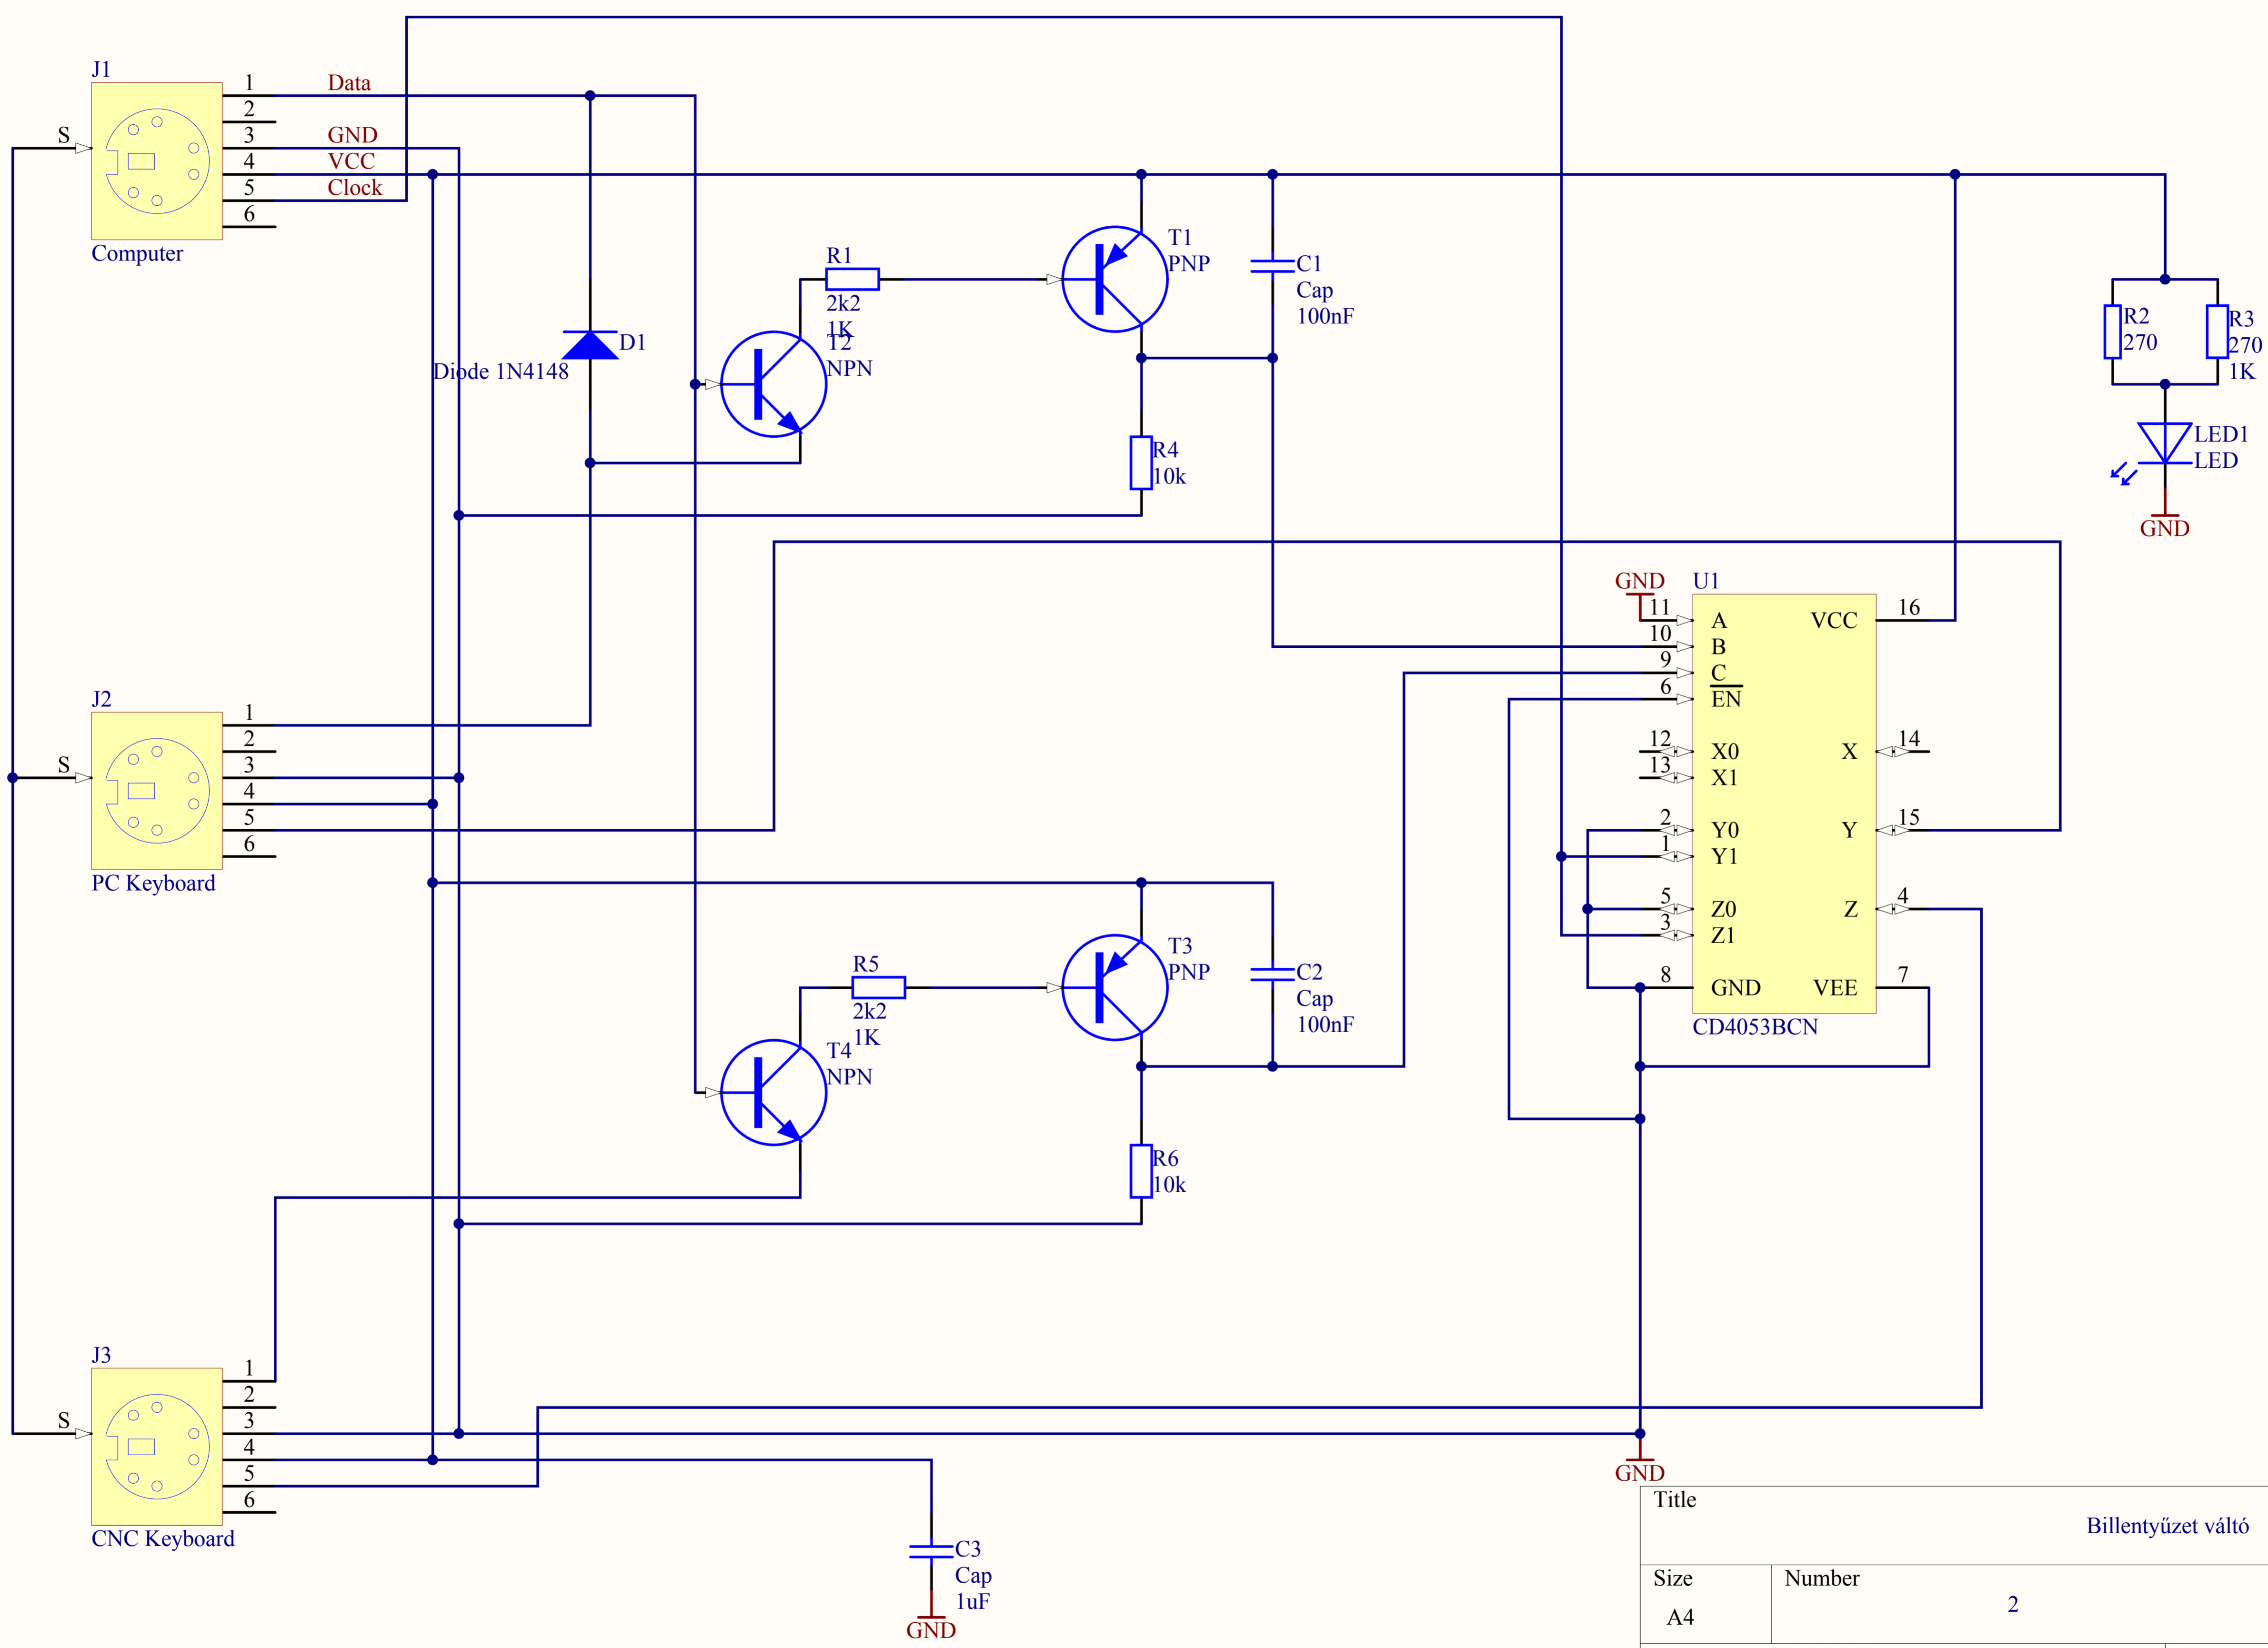 J1
S
1 Data
2
3 GND
4 VCC
5 Clock
6
Computer
D1
Diode 1N4148
R1
2k2
1K
T2
NPN
T1
PNP
C1
Cap
100nF
R4
10k
R2
270
R3
270
1K
LED1
LED
GND
J2
S
1
2
3
4
5
6
PC Keyboard
GND
U1
11 A VCC 16
10 B
9 C
6 EN
12 X0 X 14
13 X1
2 Y0 Y 15
1 Y1
5 Z0 Z 4
3 Z1
8 GND VEE 7
CD4053BCN
R5
2k2
1K
T4
NPN
T3
PNP
C2
Cap
100nF
R6
10k
J3
S
1
2
3
4
5
6
CNC Keyboard
C3
Cap
1uF
GND
GND
Title
Billentyűzet váltó
Size Number
A4 2